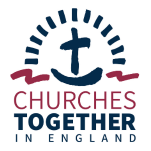 CHURCHES
TOGETHER
IN ENGLAND